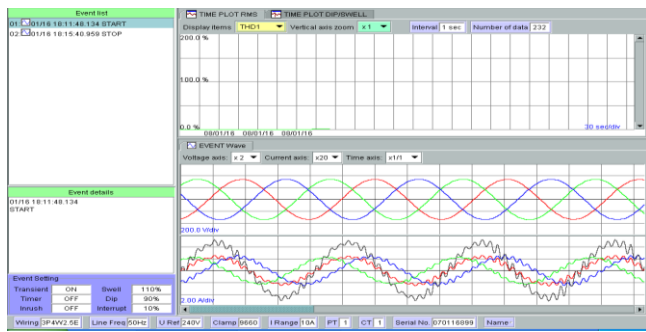 Event list
01 01/16 18:11:48.134 START
02 01/16 18:15:40.959 STOP
Event details
01/16 18:11:48.134
START
Event Setting
Transient ON Swell 110%
Timer OFF Dip 90%
Inrush OFF Interrupt 10%
TIME PLOT RMS TIME PLOT DIP/SWELL
Display items: THD1 Vertical axis zoom: x 1 Interval 1 sec Number of data 232
200.0 %
100.0 %
0.0 % 30 sec/div
08/01/16 08/01/16 08/01/16
EVENT Wave
Voltage axis: x 2 Current axis: x20 Time axis: x1/1
200.0 V/div
2.00 A/div
Wiring 3P4W2.5E Line Freq 50Hz U Ref 240V Clamp 9660 I Range 10A PT 1 CT 1 Serial No. 070118899 Name :